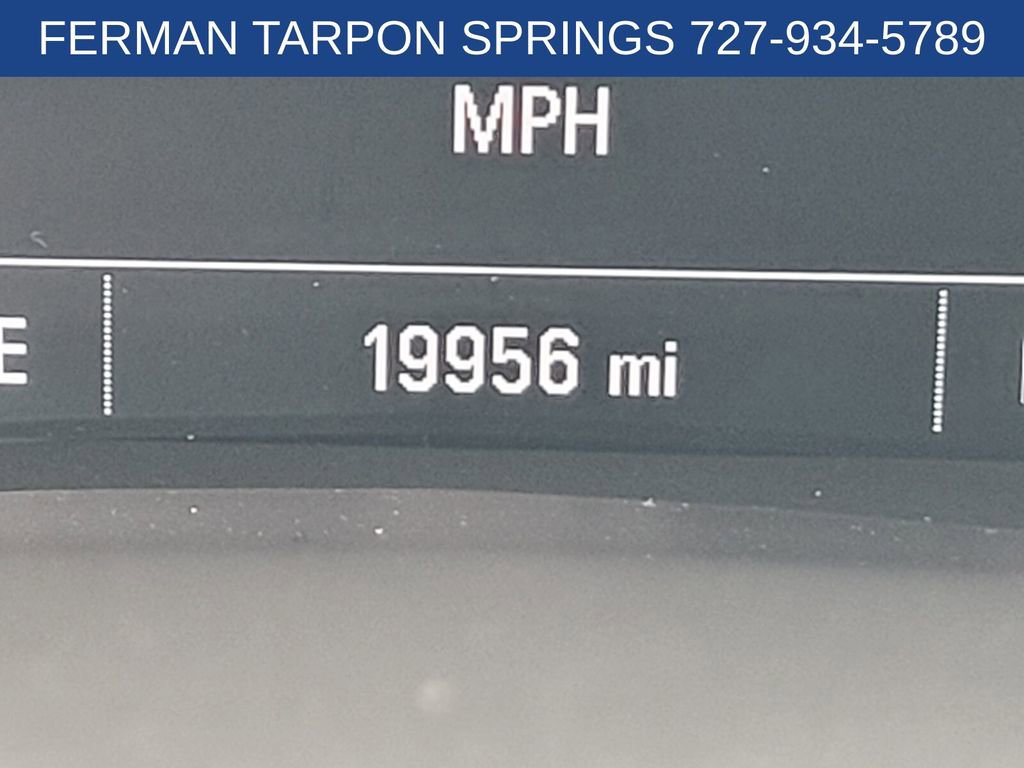 FERMAN TARPON SPRINGS 727-934-5789
MPH
E 19956 mi